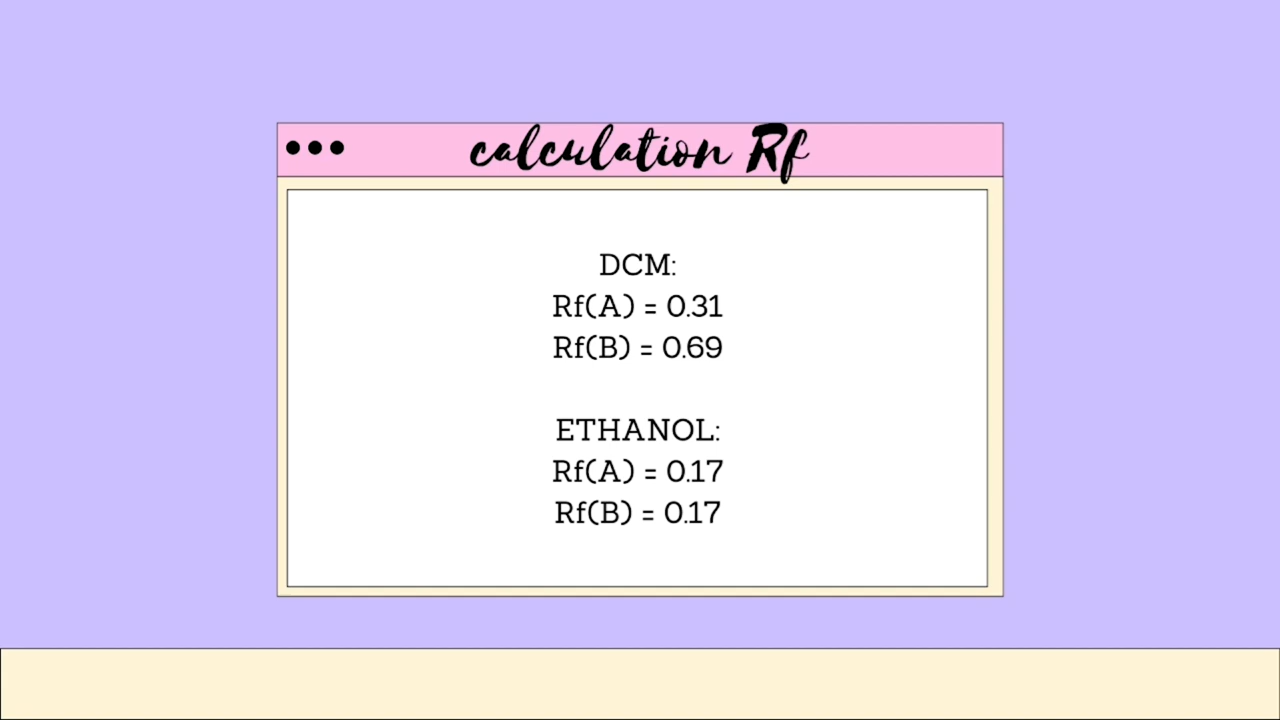 calculation Rf
DCM:
Rf(A) = 0.31
Rf(B) = 0.69
ETHANOL:
Rf(A) = 0.17
Rf(B) = 0.17